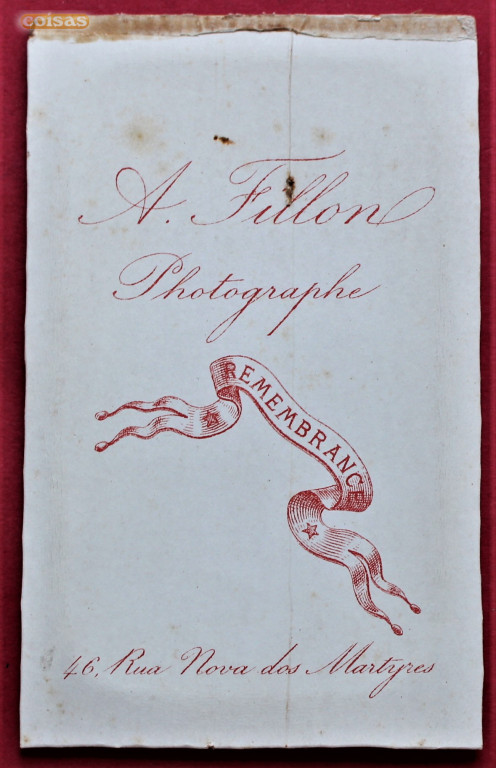 coisas
A. Fillon
Photographe
REMEMBRANCE
46, Rua Nova dos Martyres